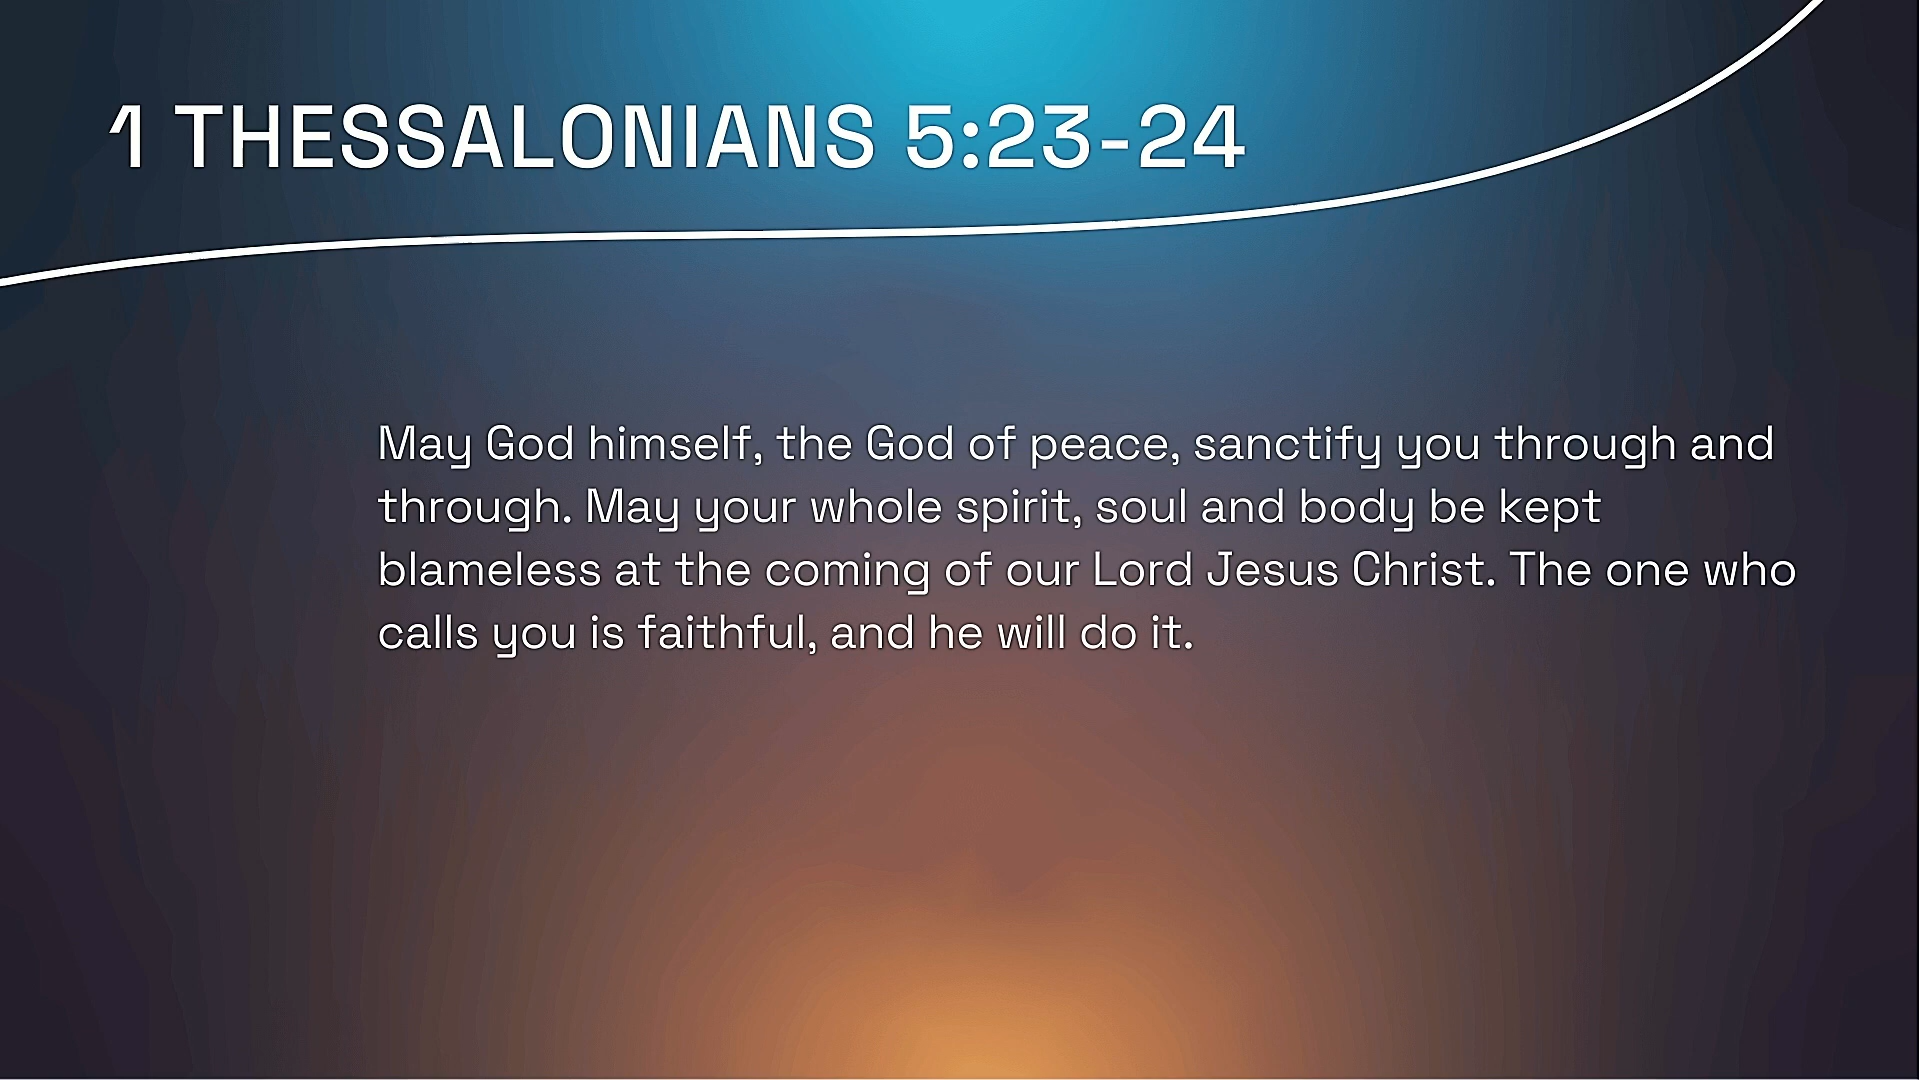 1 THESSALONIANS 5:23-24
May God himself, the God of peace, sanctify you through and
through. May your whole spirit, soul and body be kept
blameless at the coming of our Lord Jesus Christ. The one who
calls you is faithful, and he will do it.